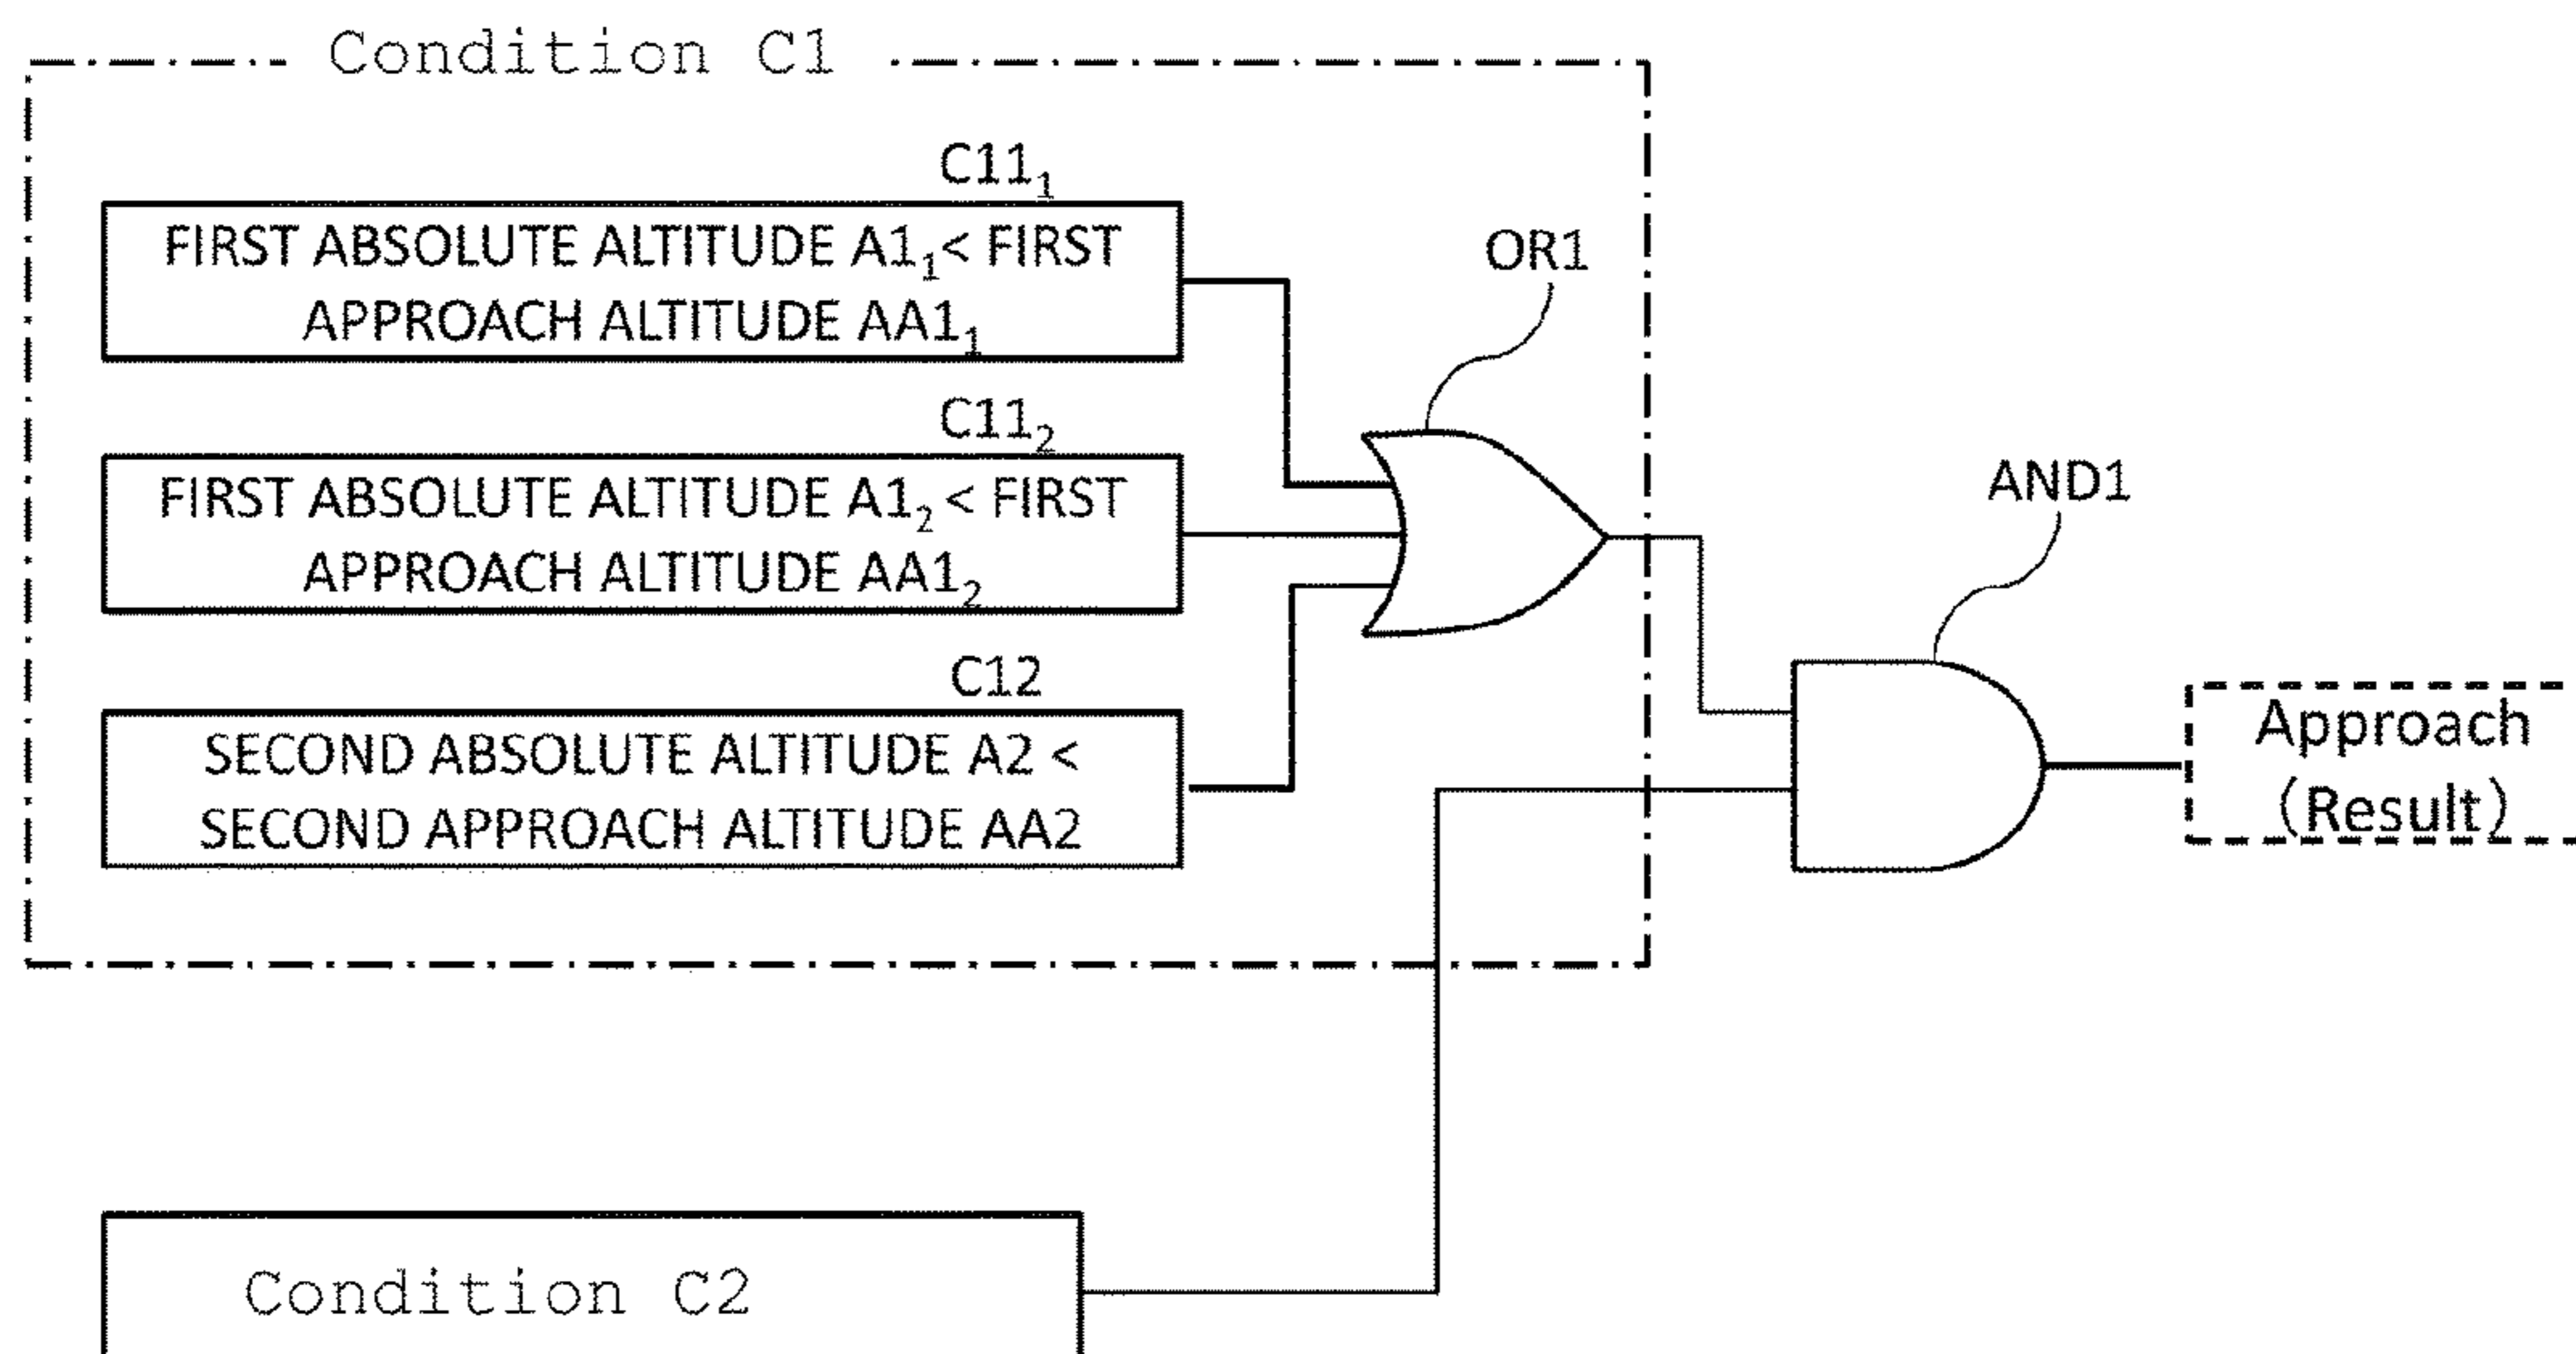 Condition C1
C11₁
FIRST ABSOLUTE ALTITUDE A1₁< FIRST
APPROACH ALTITUDE AA1₁
OR1
C11₂
FIRST ABSOLUTE ALTITUDE A1₂ < FIRST
APPROACH ALTITUDE AA1₂
AND1
C12
SECOND ABSOLUTE ALTITUDE A2 <
SECOND APPROACH ALTITUDE AA2
Approach
(Result)
Condition C2